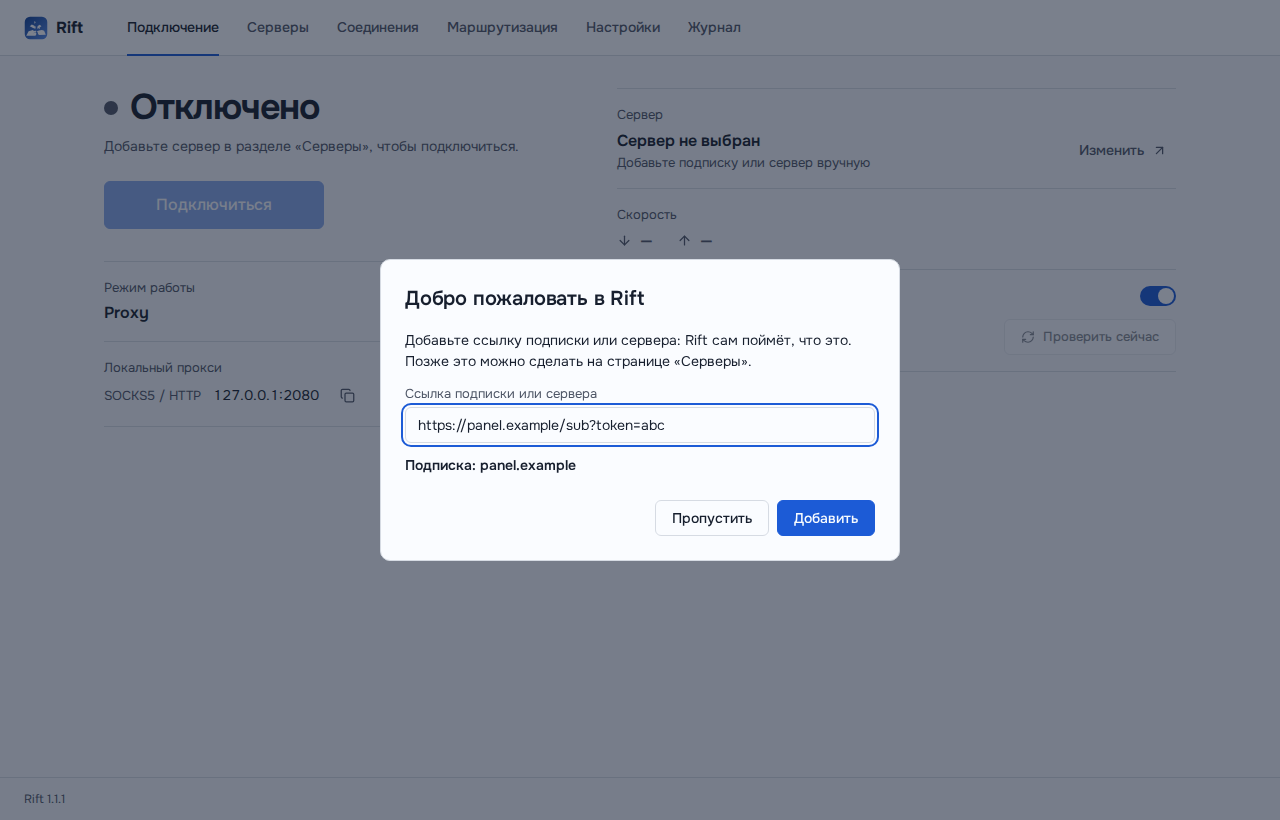 Rift
Подключение Серверы Соединения Маршрутизация Настройки Журнал
Отключено
Добавьте сервер в разделе «Серверы», чтобы подключиться.
Подключиться
Режим работы
Proxy
Локальный прокси
SOCKS5 / HTTP 127.0.0.1:2080
Сервер
Сервер не выбран
Добавьте подписку или сервер вручную
Изменить
Скорость
— —
Проверить сейчас
Добро пожаловать в Rift
Добавьте ссылку подписки или сервера: Rift сам поймёт, что это.
Позже это можно сделать на странице «Серверы».
Ссылка подписки или сервера
https://panel.example/sub?token=abc
Подписка: panel.example
Пропустить Добавить
Rift 1.1.1